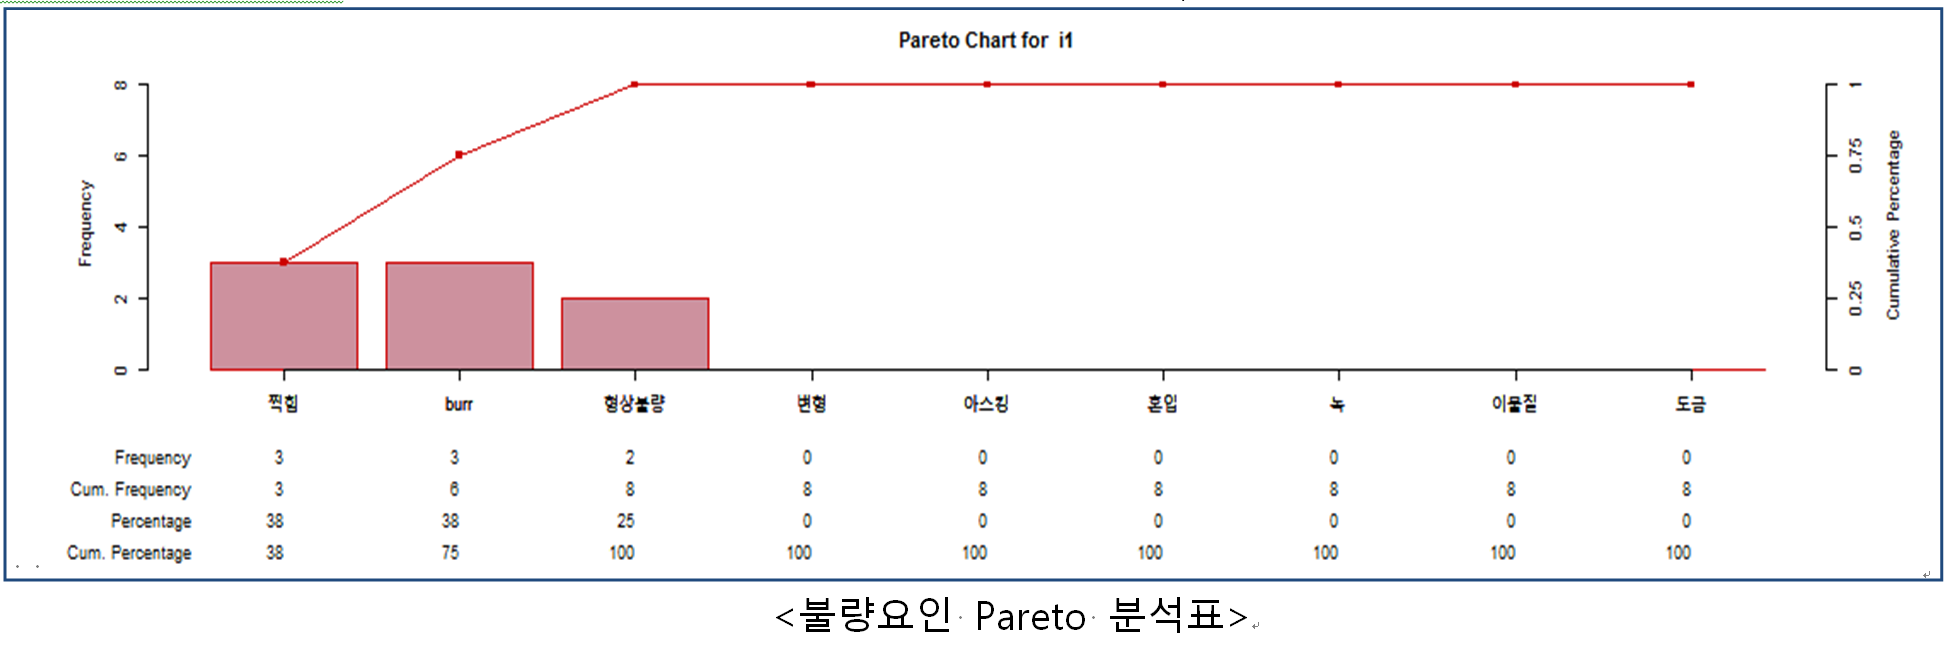 Pareto Chart for i1
Frequency
8
6
4
2
0
1
0.75
0.5
0.25
0
Cumulative Percentage
찍힘 burr 형상불량 변형 아스킹 혼입 녹 이물질 도금
Frequency 3 3 2 0 0 0 0 0 0
Cum. Frequency 3 6 8 8 8 8 8 8 8
Percentage 38 38 25 0 0 0 0 0 0
Cum. Percentage 38 75 100 100 100 100 100 100 100
<불량요인 Pareto 분석표>